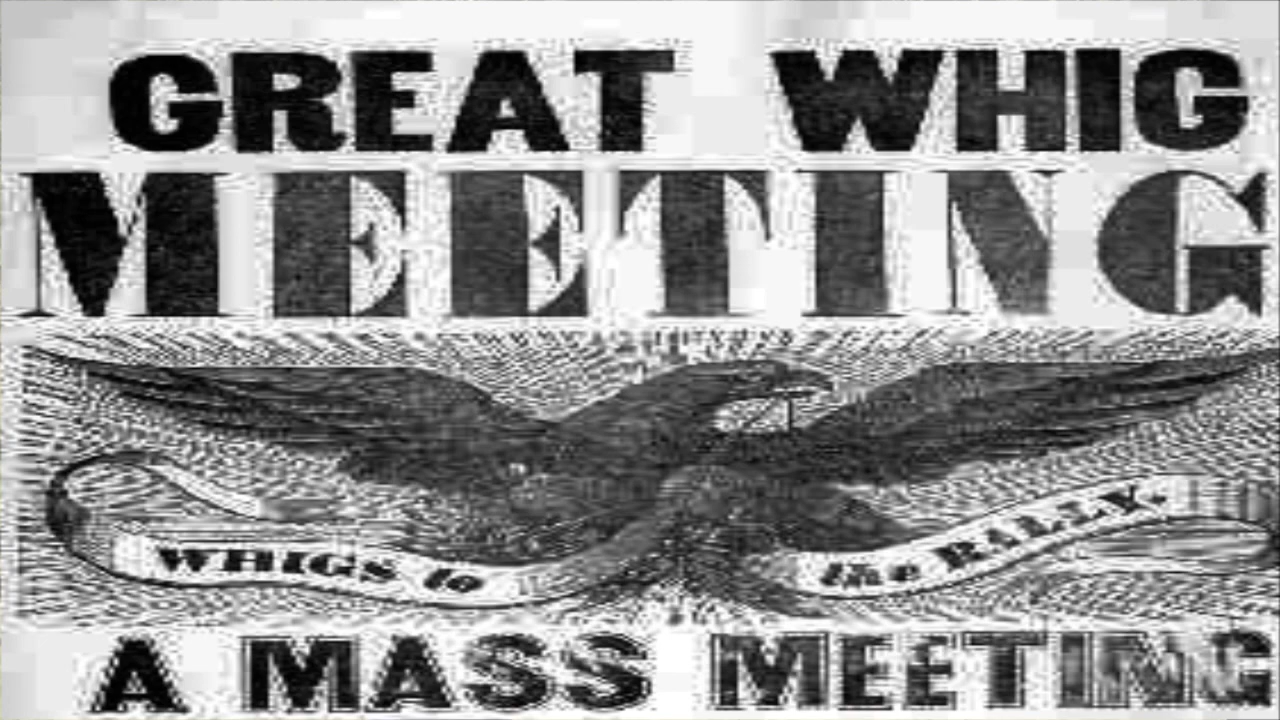 GREAT WHIG
MEETING
WHIGS to the RALLY.
A MASS MEETING